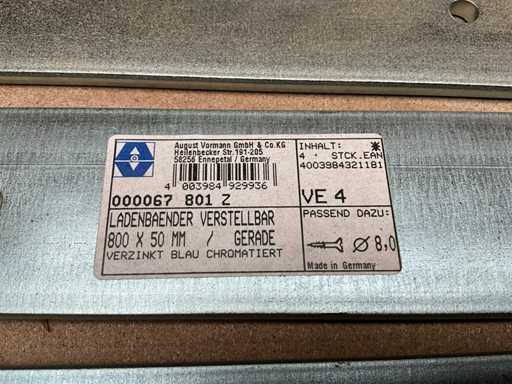 August Vormann GmbH & Co.KG
Heilenbecker Str.191-205
58256 Ennepetal / Germany
4 003984 929936
000067 801 Z
LADENBAENDER VERSTELLBAR
800 X 50 MM / GERADE
VERZINKT BLAU CHROMATIERT
INHALT: *
4 STCK.EAN
4003984321181
VE 4
PASSEND DAZU:
Ø 8,0
Made in Germany